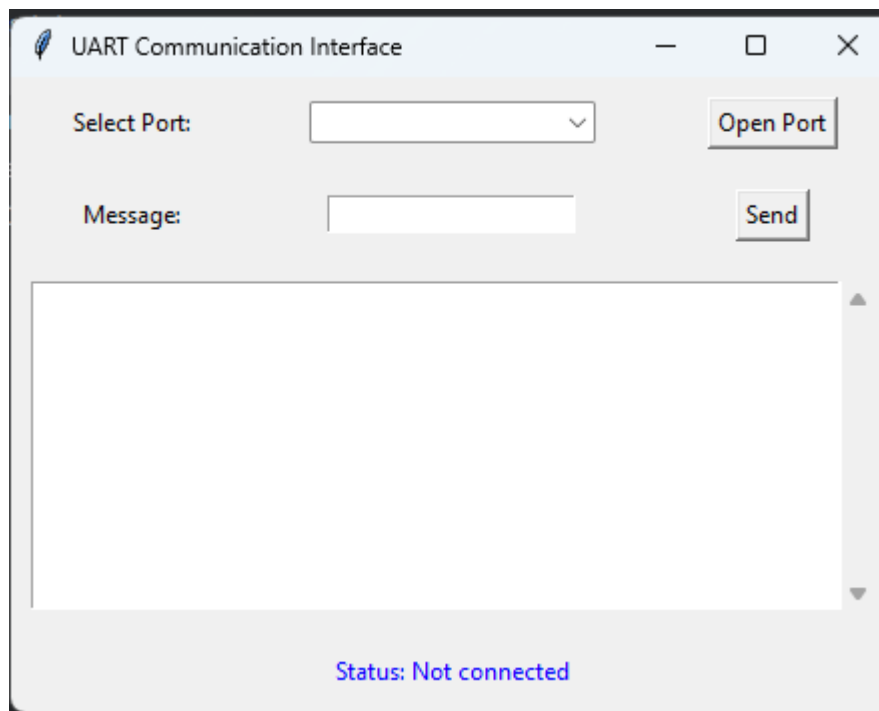 UART Communication Interface
Select Port:
Open Port
Message:
Send
Status: Not connected